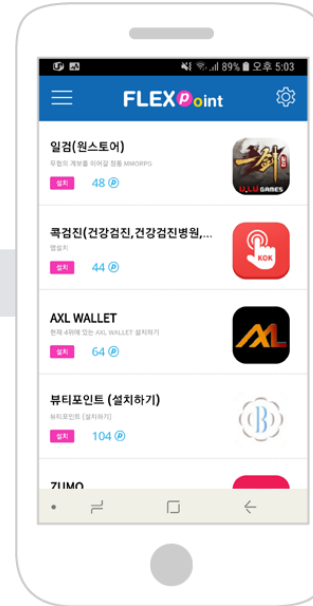 89% 오후 5:03
FLEXⓟoint
일검(원스토어)
무협의 계보를 이어갈 정통 MMORPG
설치 48 ⓟ
U,LU GAMES
콕검진(건강검진,건강검진병원,...
앱설치
설치 44 ⓟ
KOK
AXL WALLET
현재 4위에 있는 AXL WALLET 설치하기
설치 64 ⓟ
뷰티포인트 (설치하기)
뷰티포인트 (설치하기)
설치 104 ⓟ
B
ZUMO